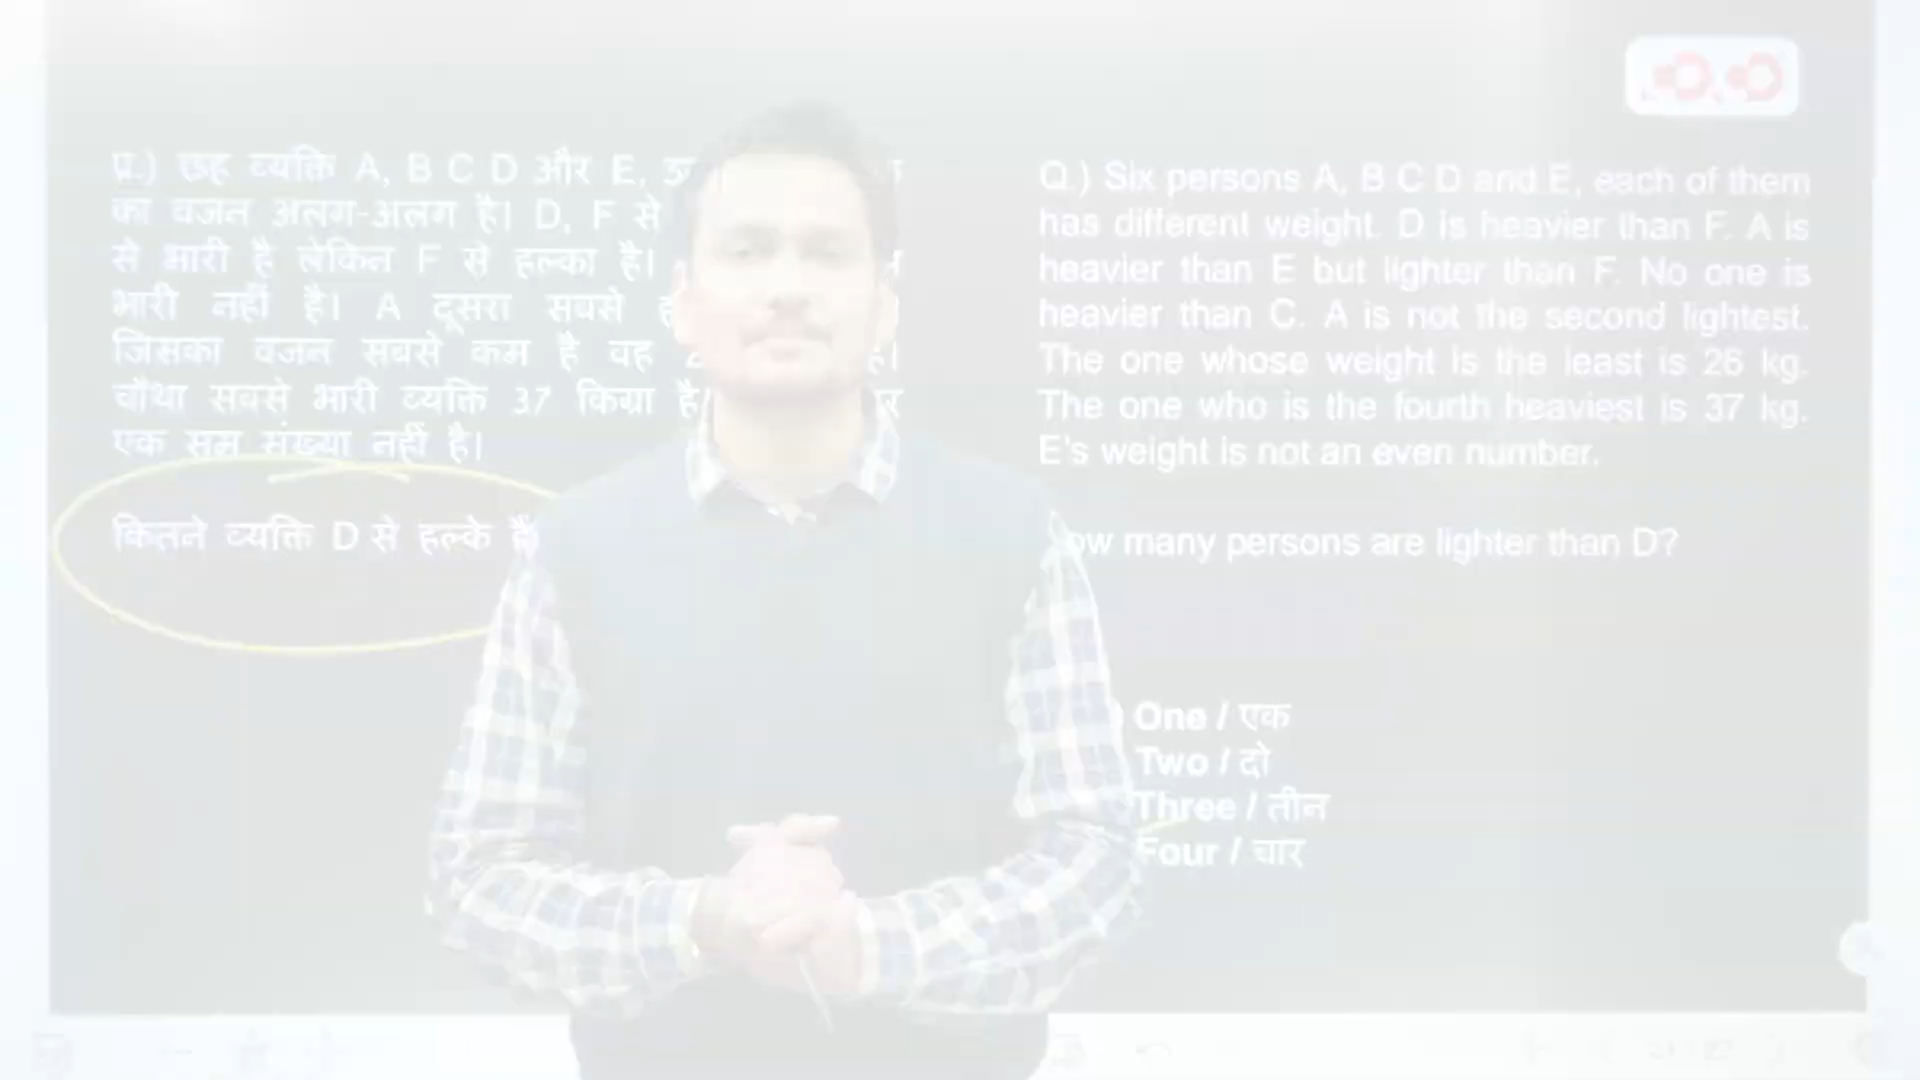 प्र.) छह व्यक्ति A, B C D और E,
का वजन अलग-अलग है। D, F से
से भारी है लेकिन F से हल्का है।
भारी नहीं है। A दूसरा सबसे
जिसका वजन सबसे कम है वह
चौथा सबसे भारी व्यक्ति 37 किग्रा है।
एक सम संख्या नहीं है।
कितने व्यक्ति D से हल्के हैं
Q.) Six persons A, B C D and E, each of them
has different weight. D is heavier than F. A is
heavier than E but lighter than F. No one is
heavier than C. A is not the second lightest.
The one whose weight is the least is 26 kg.
The one who is the fourth heaviest is 37 kg.
E's weight is not an even number.
ow many persons are lighter than D?
One / एक
Two / दो
Three / तीन
Four / चार